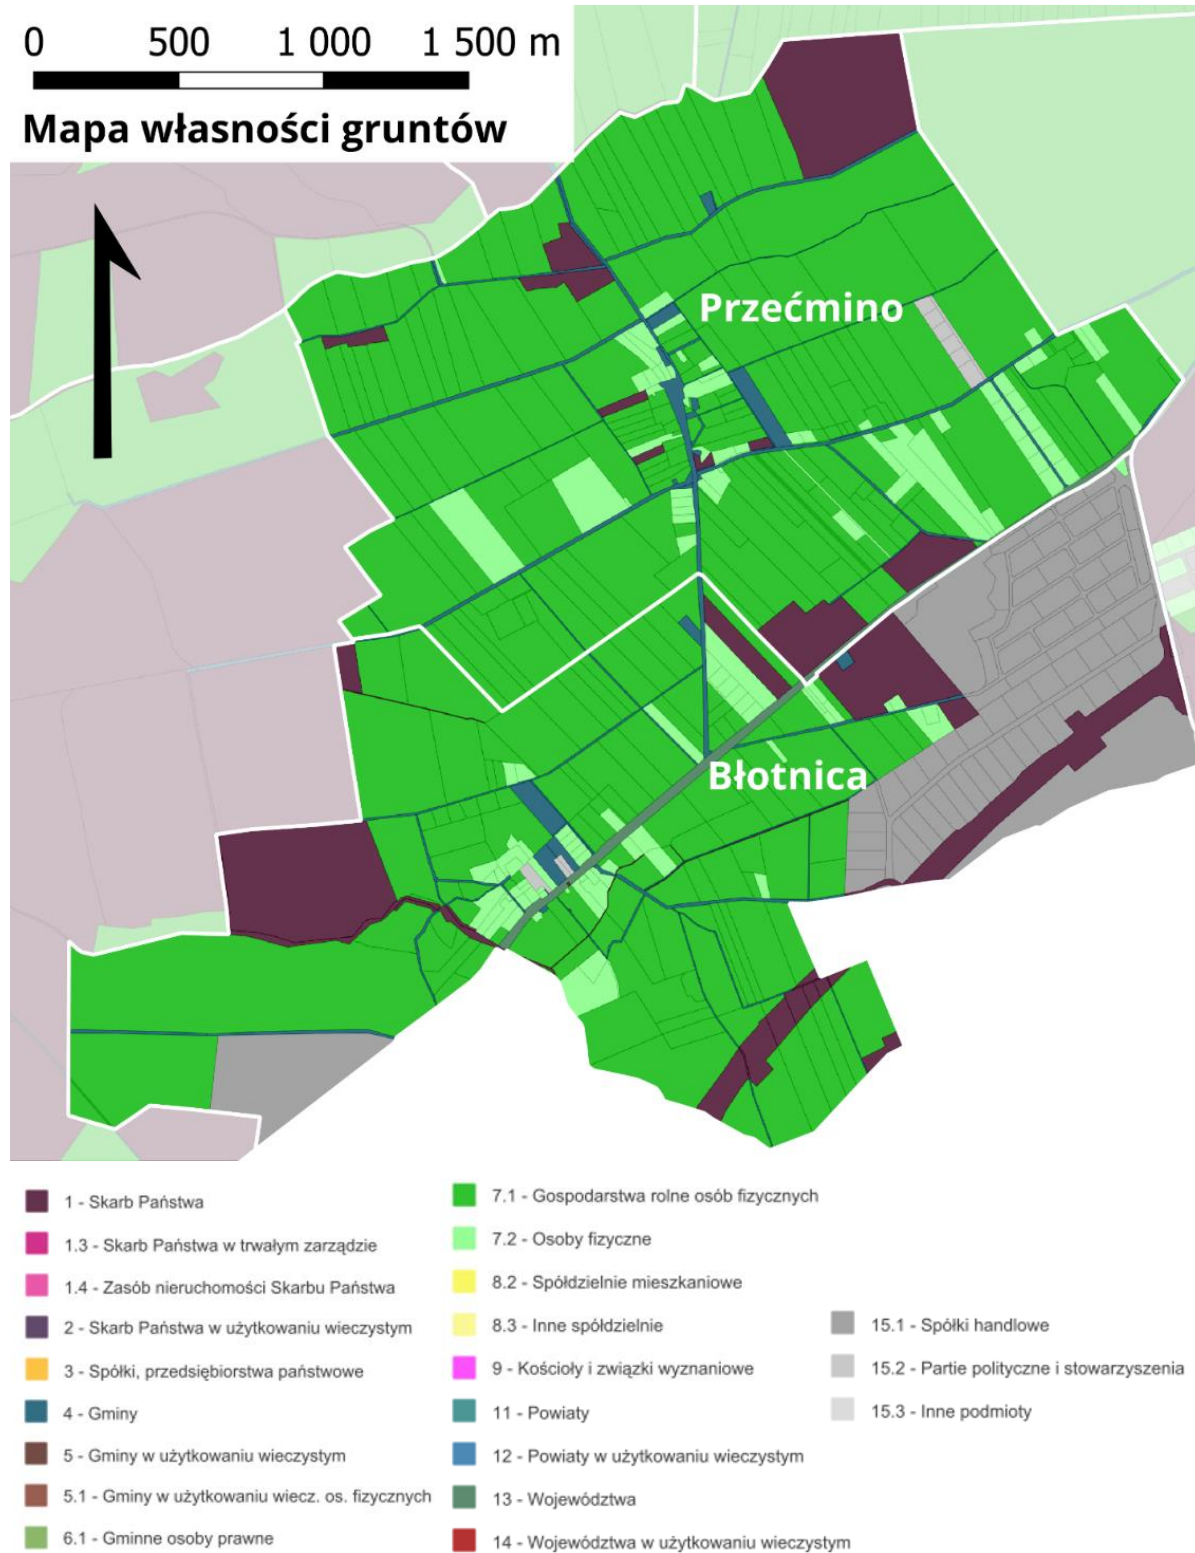 0 500 1 000 1 500 m
Mapa własności gruntów
Przećmino
Błotnica
1 - Skarb Państwa
1.3 - Skarb Państwa w trwałym zarządzie
1.4 - Zasób nieruchomości Skarbu Państwa
2 - Skarb Państwa w użytkowaniu wieczystym
3 - Spółki, przedsiębiorstwa państwowe
4 - Gminy
5 - Gminy w użytkowaniu wieczystym
5.1 - Gminy w użytkowaniu wiecz. os. fizycznych
6.1 - Gminne osoby prawne
7.1 - Gospodarstwa rolne osób fizycznych
7.2 - Osoby fizyczne
8.2 - Spółdzielnie mieszkaniowe
8.3 - Inne spółdzielnie
9 - Kościoły i związki wyznaniowe
11 - Powiaty
12 - Powiaty w użytkowaniu wieczystym
13 - Województwa
14 - Województwa w użytkowaniu wieczystym
15.1 - Spółki handlowe
15.2 - Partie polityczne i stowarzyszenia
15.3 - Inne podmioty